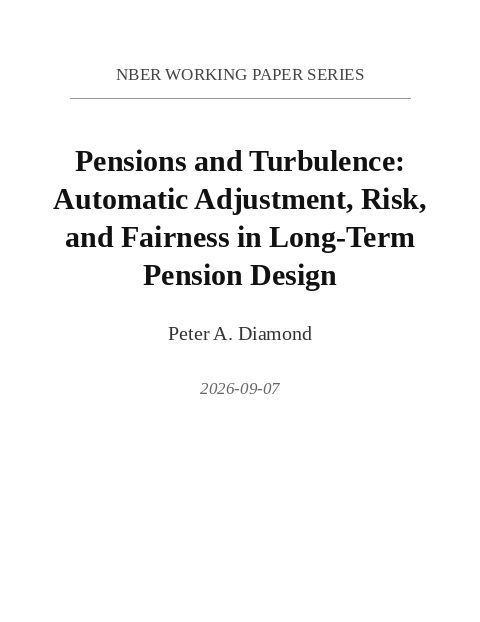 NBER WORKING PAPER SERIES
Pensions and Turbulence:
Automatic Adjustment, Risk,
and Fairness in Long-Term
Pension Design
Peter A. Diamond
2026-09-07